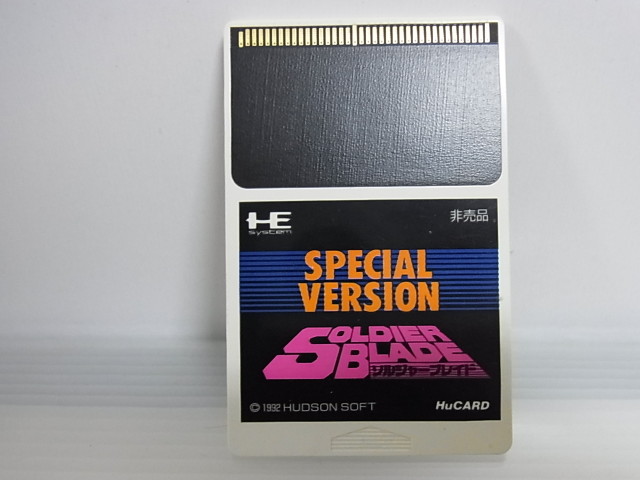 HE
system
非売品
SPECIAL
VERSION
SOLDIER
BLADE
ソルジャーブレイド
© 1992 HUDSON SOFT
HuCARD